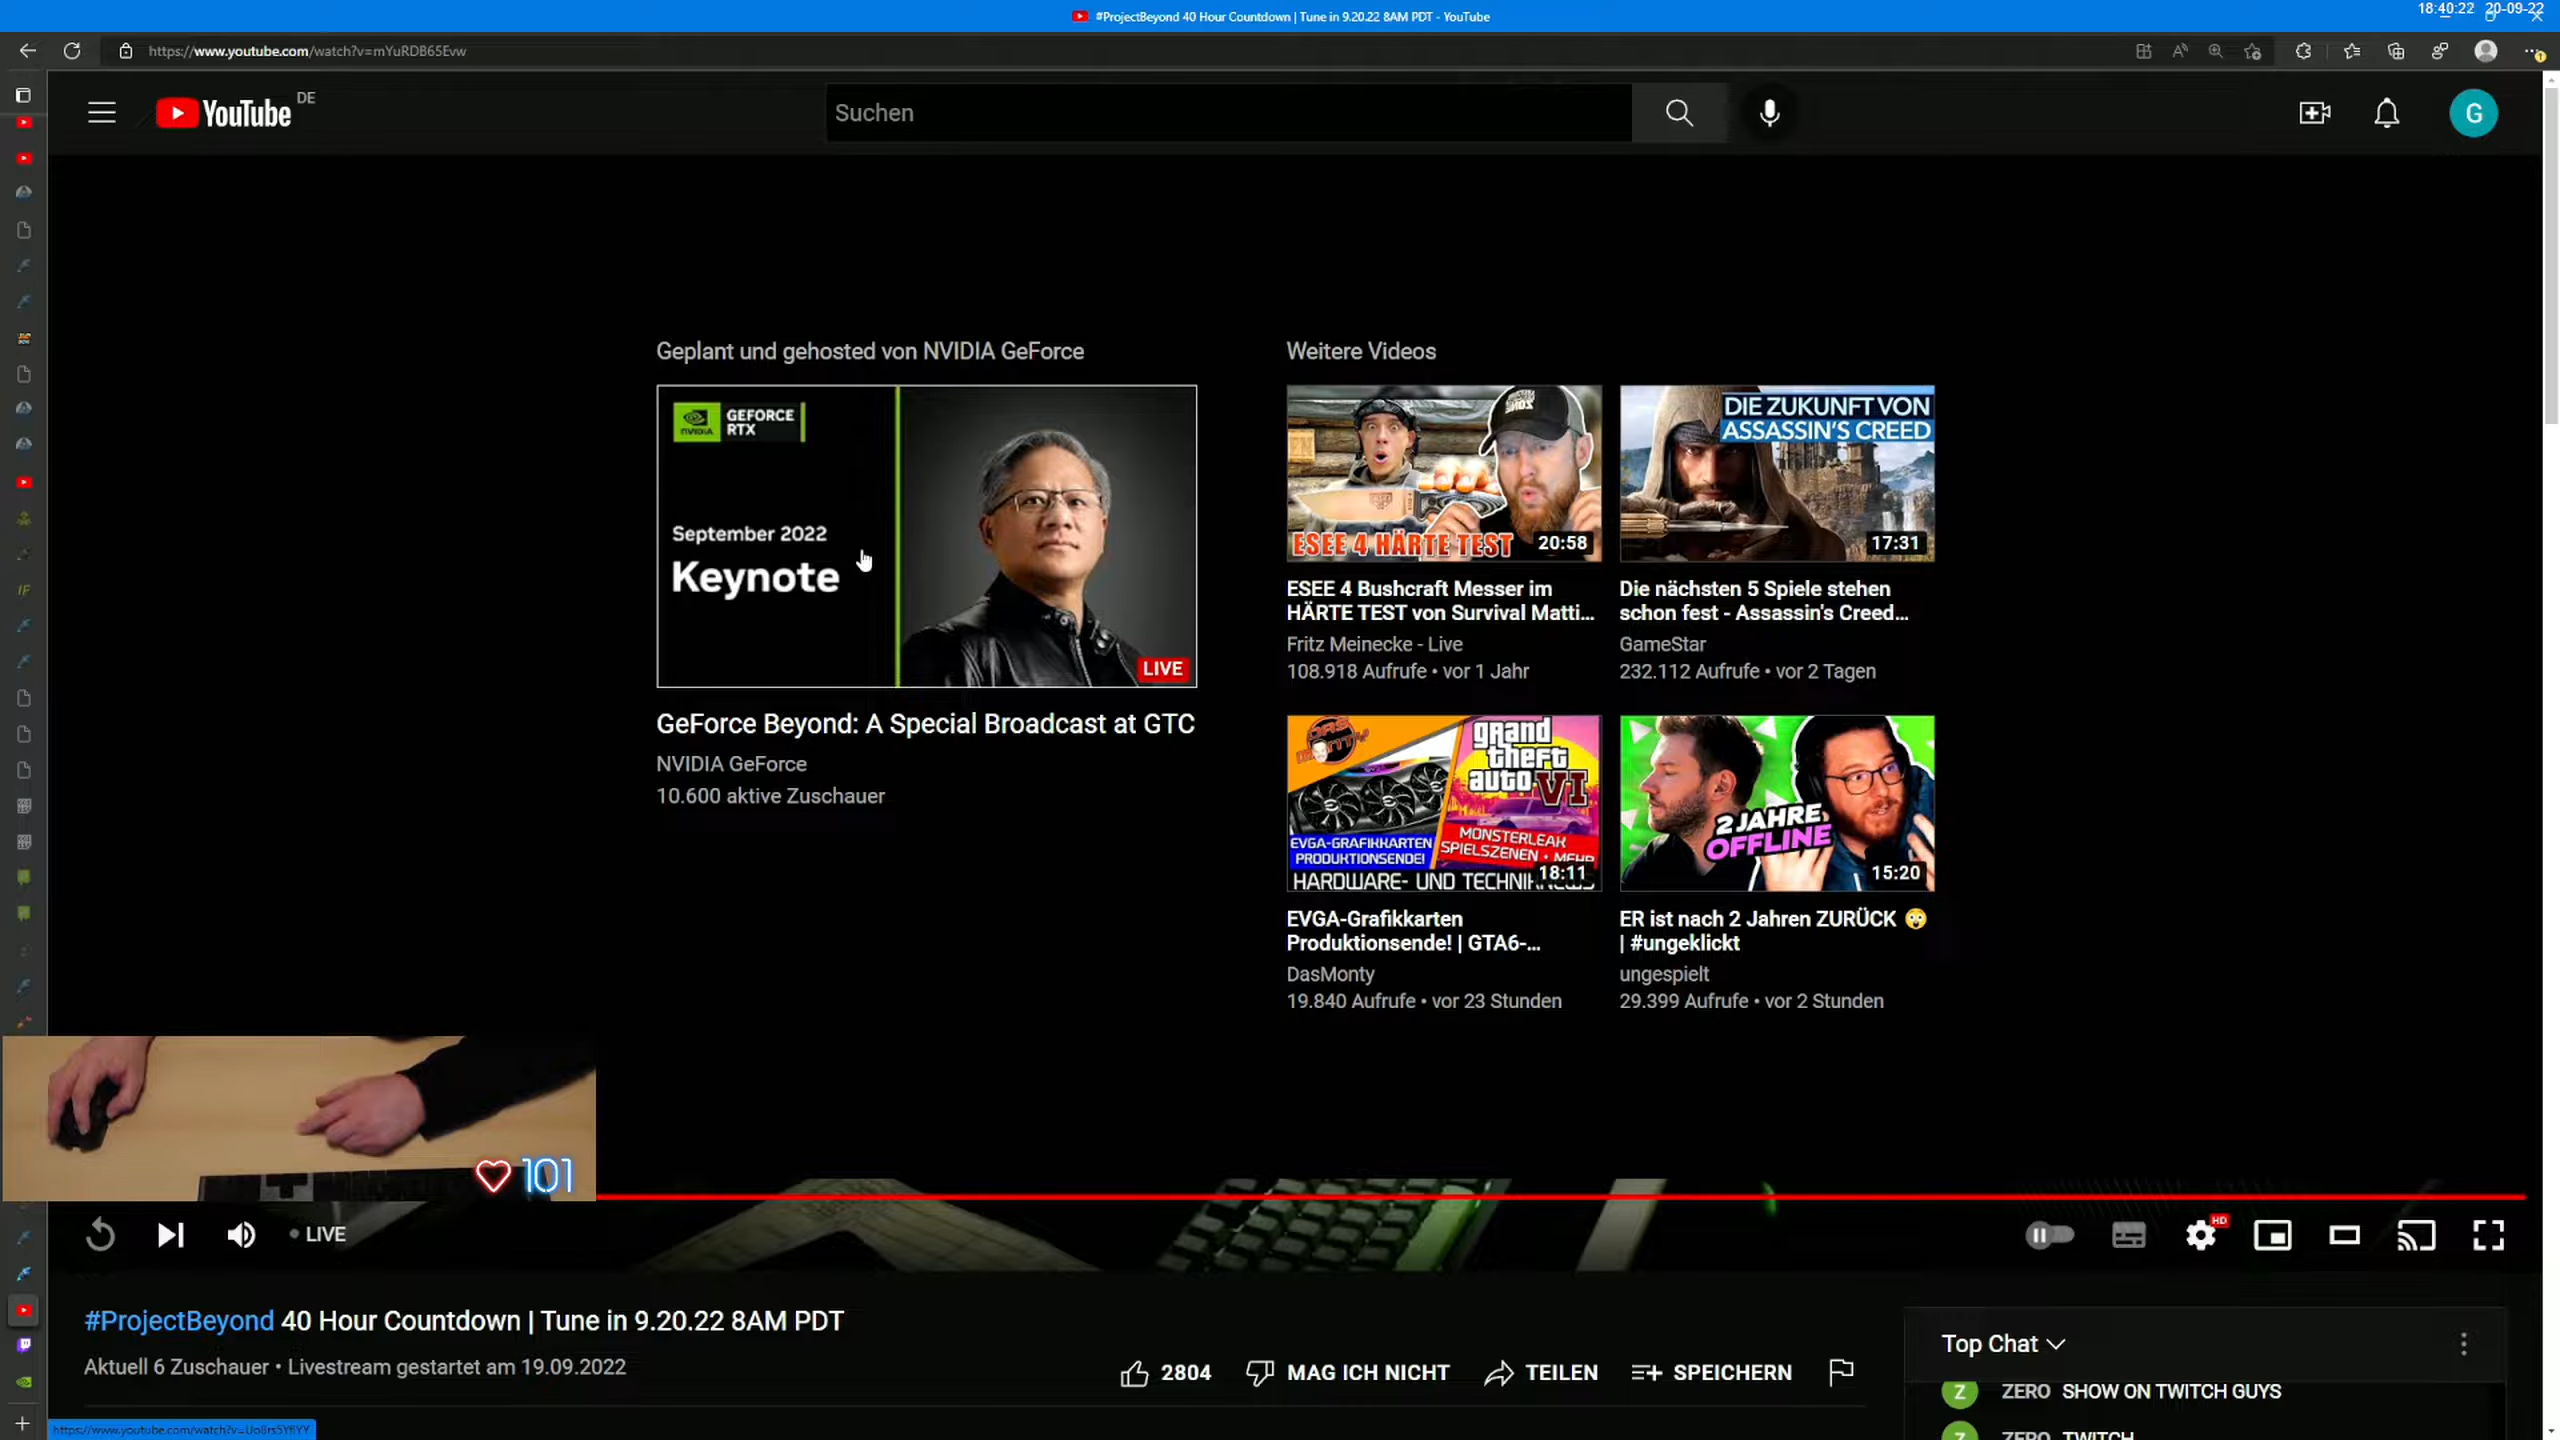 #ProjectBeyond 40 Hour Countdown | Tune in 9.20.22 8AM PDT - YouTube
18:40:22 20-09-22
https://www.youtube.com/watch?v=mYuRDB65Evw
YouTube DE
Suchen
G
Geplant und gehosted von NVIDIA GeForce
NVIDIA
GEFORCE
RTX
September 2022
Keynote
LIVE
GeForce Beyond: A Special Broadcast at GTC
NVIDIA GeForce
10.600 aktive Zuschauer
Weitere Videos
ESEE 4 HÄRTE TEST
20:58
ESEE 4 Bushcraft Messer im
HÄRTE TEST von Survival Matti...
Fritz Meinecke - Live
108.918 Aufrufe • vor 1 Jahr
DIE ZUKUNFT VON
ASSASSIN'S CREED
17:31
Die nächsten 5 Spiele stehen
schon fest - Assassin's Creed...
GameStar
232.112 Aufrufe • vor 2 Tagen
grand
theft
auto VI
EVGA-GRAFIKKARTEN
PRODUKTIONSENDE!
MONSTERLEAK
SPIELSZENEN • MEHR
18:11
EVGA-Grafikkarten
Produktionsende! | GTA6-...
DasMonty
19.840 Aufrufe • vor 23 Stunden
2 JAHRE
OFFLINE
15:20
ER ist nach 2 Jahren ZURÜCK 😲
| #ungeklickt
ungespielt
29.399 Aufrufe • vor 2 Stunden
101
LIVE
HD
#ProjectBeyond 40 Hour Countdown | Tune in 9.20.22 8AM PDT
Aktuell 6 Zuschauer • Livestream gestartet am 19.09.2022
2804
MAG ICH NICHT
TEILEN
SPEICHERN
Top Chat
Z ZERO SHOW ON TWITCH GUYS
ZERO TWITCH